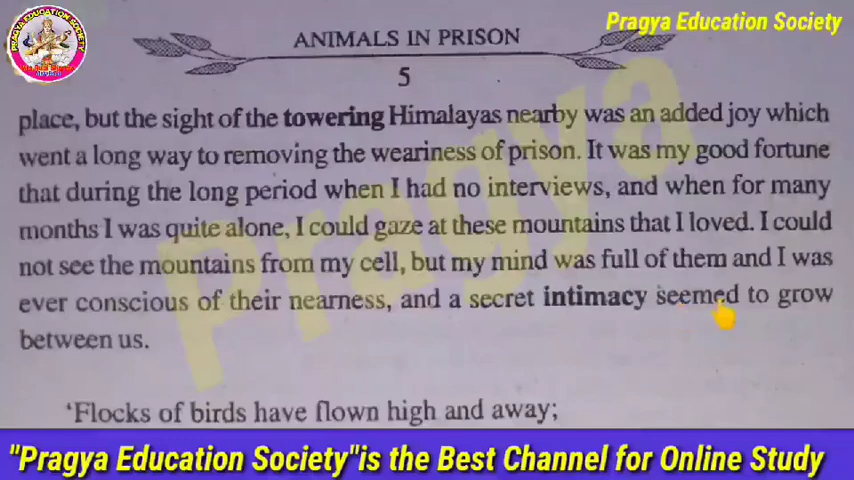 PRAGYA EDUCATION SOCIETY
Pragya Education Society
ANIMALS IN PRISON
5
place, but the sight of the towering Himalayas nearby was an added joy which
went a long way to removing the weariness of prison. It was my good fortune
that during the long period when I had no interviews, and when for many
months I was quite alone, I could gaze at these mountains that I loved. I could
not see the mountains from my cell, but my mind was full of them and I was
ever conscious of their nearness, and a secret intimacy seemed to grow
between us.
'Flocks of birds have flown high and away;
Pragya
"Pragya Education Society"is the Best Channel for Online Study